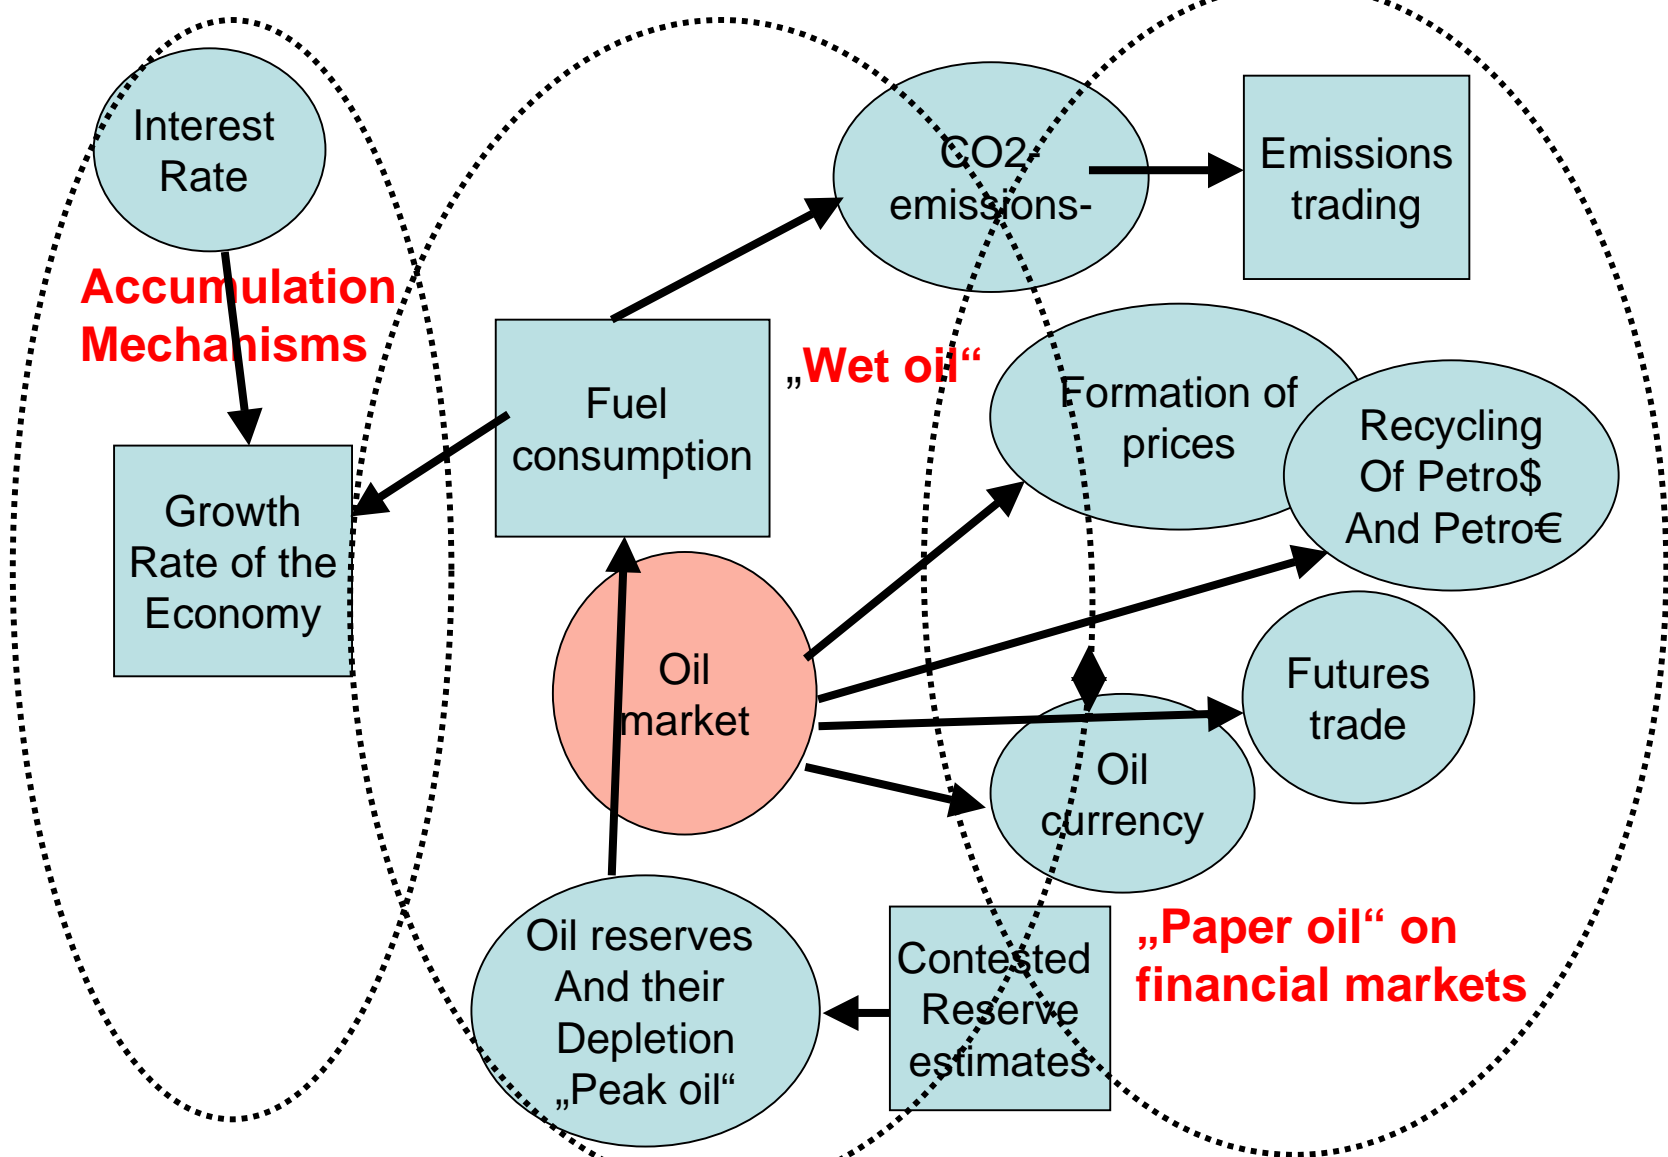 Interest
Rate
Accumulation
Mechanisms
Growth
Rate of the
Economy
Fuel
consumption
CO2-
emissions-
Emissions
trading
„Wet oil“
Formation of
prices
Recycling
Of Petro$
And Petro€
Oil
market
Futures
trade
Oil
currency
Oil reserves
And their
Depletion
„Peak oil“
Contested
Reserve
estimates
„Paper oil“ on
financial markets